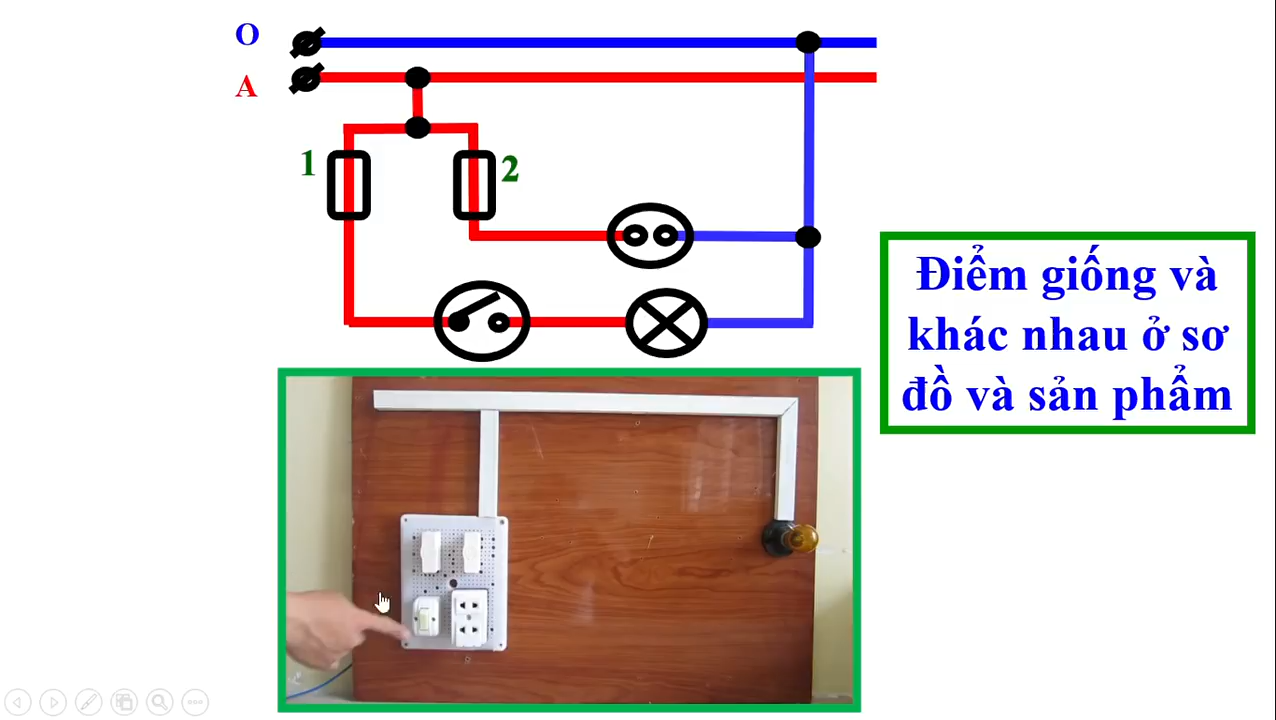 O
A
1
2
Điểm giống và
khác nhau ở sơ
đồ và sản phẩm